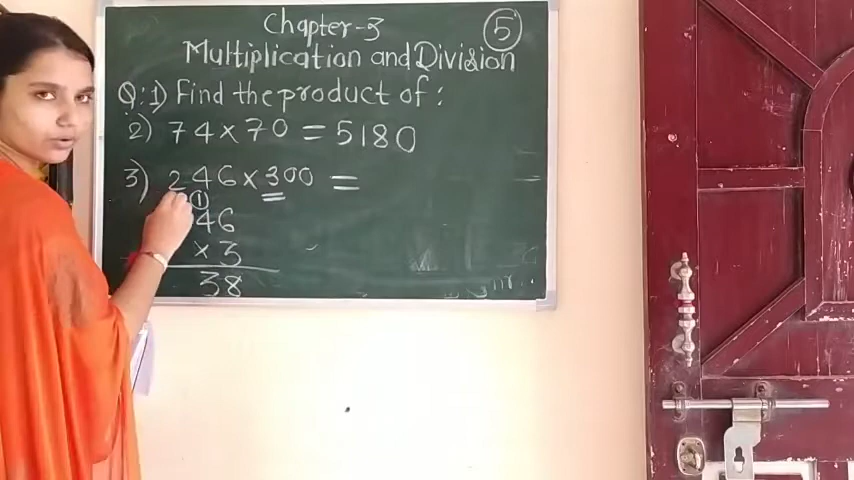 Chapter-3
5
Multiplication and Division
Q:1) Find the product of :
2) 74 x 70 = 5180
3) 246 x 300 =
1
46
x 3
38